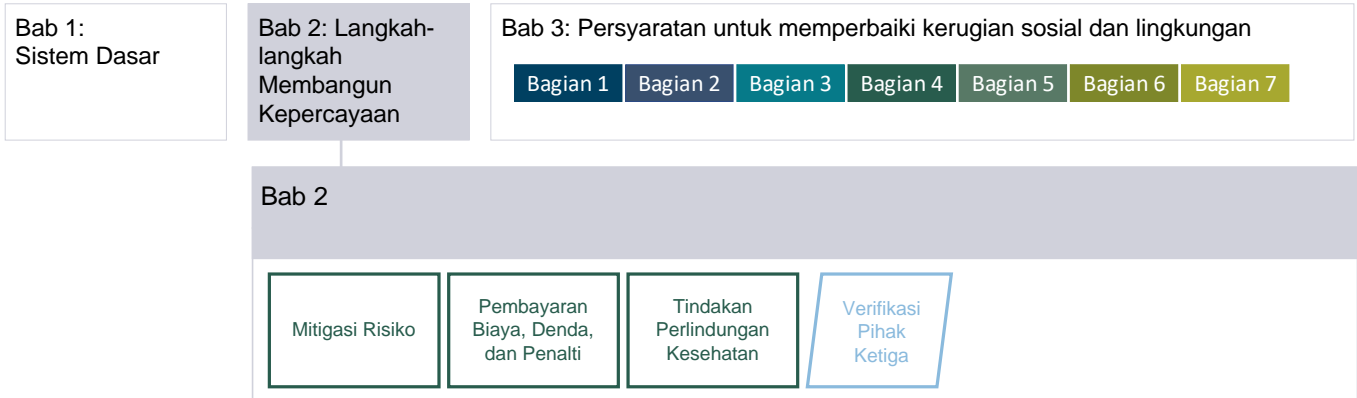 Bab 1:
Sistem Dasar
Bab 2: Langkah-
langkah
Membangun
Kepercayaan
Bab 3: Persyaratan untuk memperbaiki kerugian sosial dan lingkungan
Bagian 1 Bagian 2 Bagian 3 Bagian 4 Bagian 5 Bagian 6 Bagian 7
Bab 2
Mitigasi Risiko
Pembayaran
Biaya, Denda,
dan Penalti
Tindakan
Perlindungan
Kesehatan
Verifikasi
Pihak
Ketiga